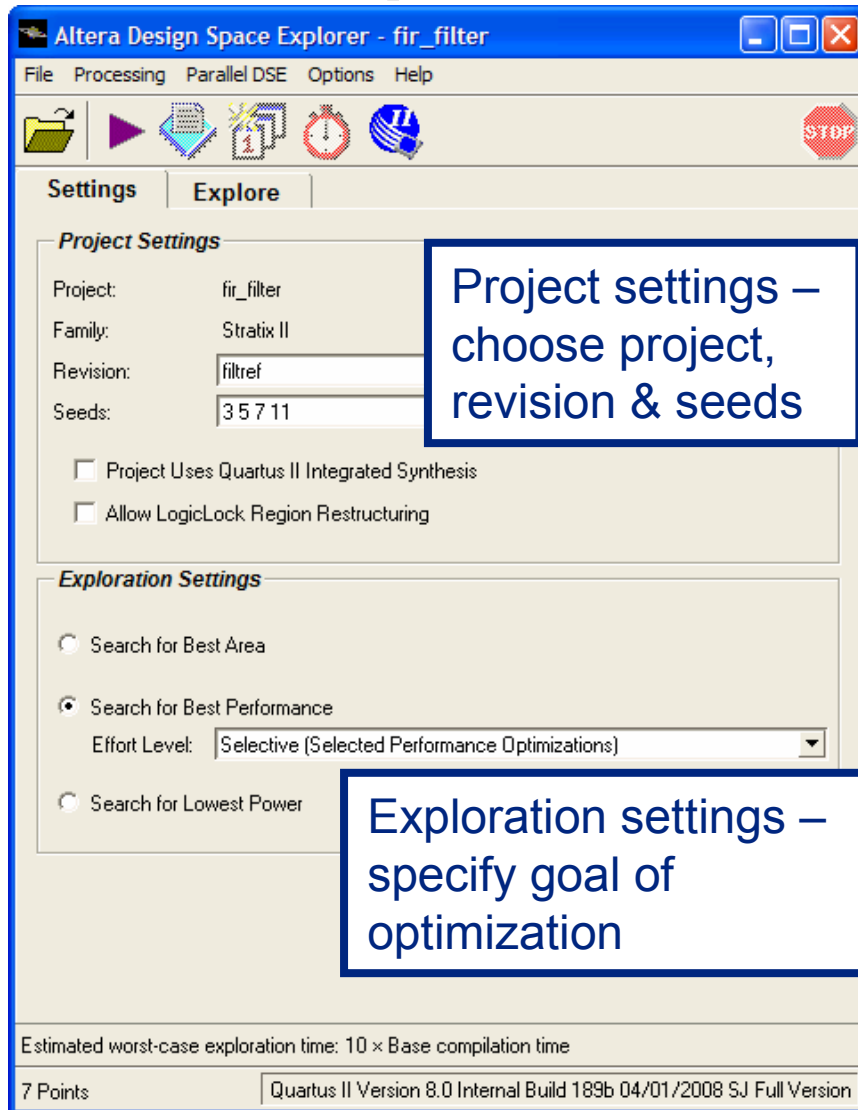 Altera Design Space Explorer - fir_filter
File Processing Parallel DSE Options Help
1
II
STOP
Settings Explore
Project Settings
Project: fir_filter
Family: Stratix II
Revision: filtref
Seeds: 3 5 7 11
Project settings –
choose project,
revision & seeds
Project Uses Quartus II Integrated Synthesis
Allow LogicLock Region Restructuring
Exploration Settings
Search for Best Area
Search for Best Performance
Effort Level: Selective (Selected Performance Optimizations)
Search for Lowest Power
Exploration settings –
specify goal of
optimization
Estimated worst-case exploration time: 10 × Base compilation time
7 Points Quartus II Version 8.0 Internal Build 189b 04/01/2008 SJ Full Version